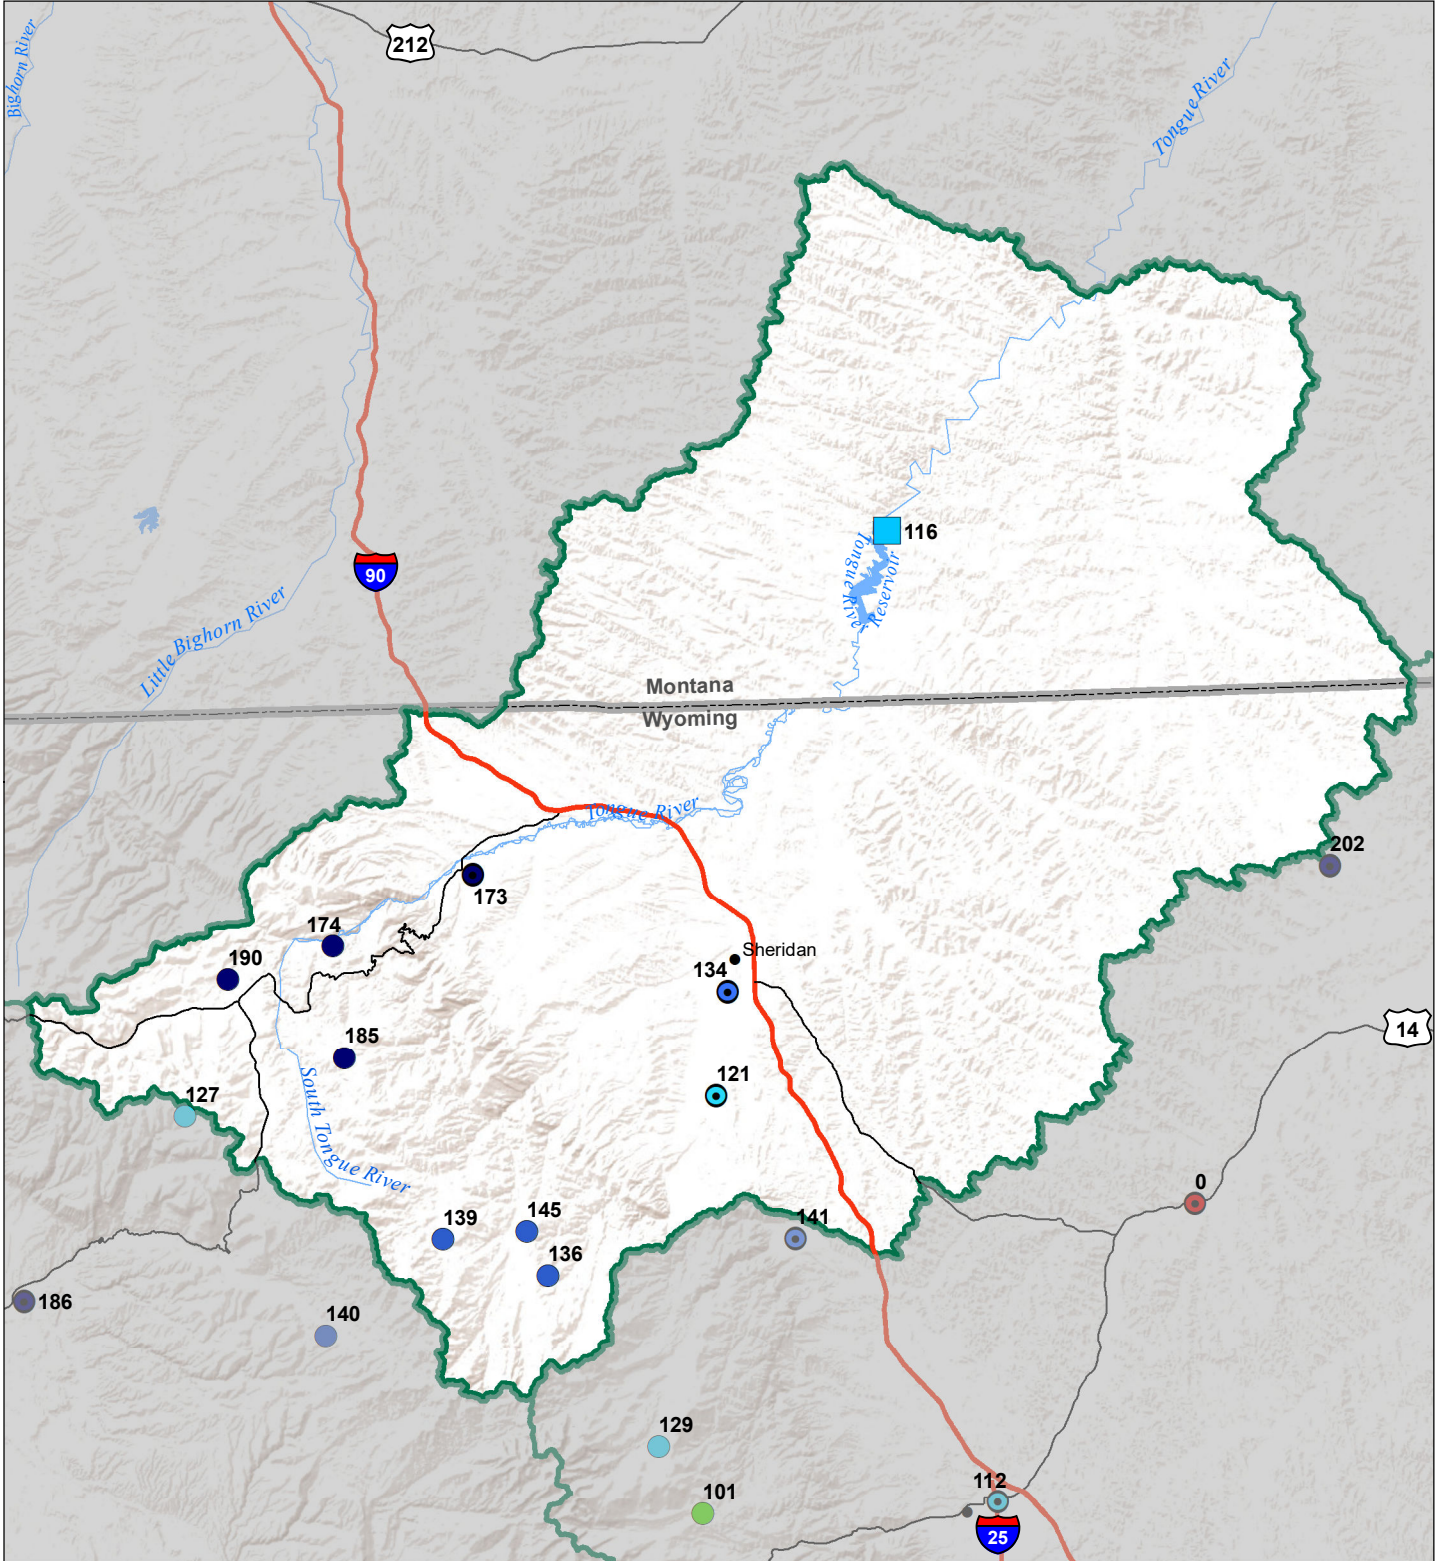 Bighorn River
212
Tongue River
116
Tongue River
Reservoir
90
Little Bighorn River
Montana
Wyoming
Tongue River
202
173
174
190
Sheridan
134
14
185
121
127
South Tongue River
0
139
145
141
136
186
140
129
112
101
25